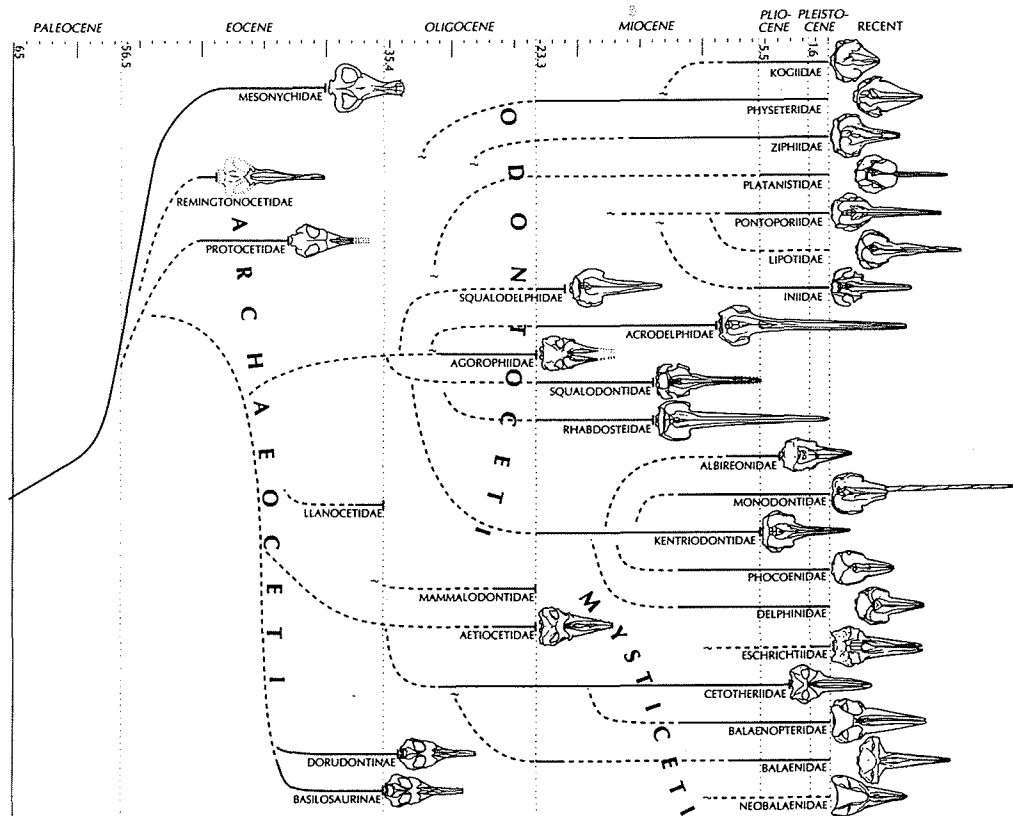 PALEOCENE EOCENE OLIGOCENE MIOCENE PLIO-CENE PLEISTO-CENE RECENT
65 56.5 35.4 23.3 5.5 1.6
KOGIIDAE
MESONYCHIDAE
PHYSETERIDAE
ZIPHIIDAE
PLATANISTIDAE
REMINGTONOCETIDAE
PONTOPORIIDAE
PROTOCETIDAE
LIPOTIDAE
SQUALODELPHIDAE
INIIDAE
ACRODELPHIDAE
AGOROPHIIDAE
SQUALODONTIDAE
RHABDOSTEIDAE
ALBIREONIDAE
MONODONTIDAE
LLANOCETIDAE
KENTRIODONTIDAE
PHOCOENIDAE
MAMMALODONTIDAE
DELPHINIDAE
AETIOCETIDAE
ESCHRICHTIIDAE
CETOTHERIIDAE
BALAENOPTERIDAE
DORUDONTINAE
BALAENIDAE
BASILOSAURINAE
NEOBALAENIDAE
ARCHAEOCETI
ODONTOCETI
MYSTICETI